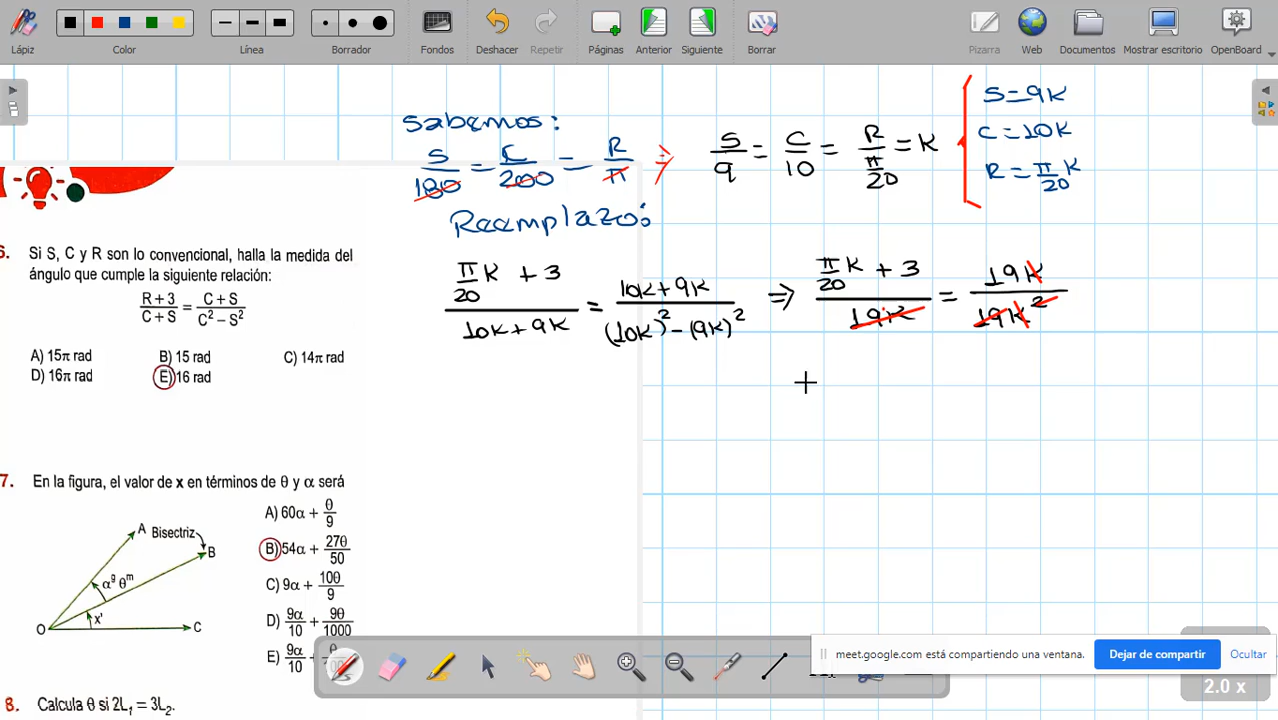 Lápiz Color Línea Borrador Fondos Deshacer Repetir Páginas Anterior Siguiente Borrar Pizarra Web Documentos Mostrar escritorio OpenBoard
Sabemos:
S/180 = C/200 = R/π ⇒ S/9 = C/10 = R/(π/20) = K
S=9K
C=10K
R=π/20 K
Reemplazo:
(π/20 K + 3)/(10K+9K) = (10K+9K)/((10K)²-(9K)²) ⇒ (π/20 K + 3)/(19K) = 19K/19K²
6. Si S, C y R son lo convencional, halla la medida del
ángulo que cumple la siguiente relación:
(R + 3)/(C + S) = (C + S)/(C² – S²)
A) 15π rad B) 15 rad C) 14π rad
D) 16π rad E) 16 rad
7. En la figura, el valor de x en términos de θ y α será
A) 60α + θ/9
B) 54α + 27θ/50
C) 9α + 100θ/9
D) 9α/10 + 9θ/1000
E) 9α/10 + θ
A Bisectriz
B
αᵍ θᵐ
x'
O C
8. Calcula θ si 2L₁ = 3L₂.
meet.google.com está compartiendo una ventana. Dejar de compartir Ocultar
2.0 x